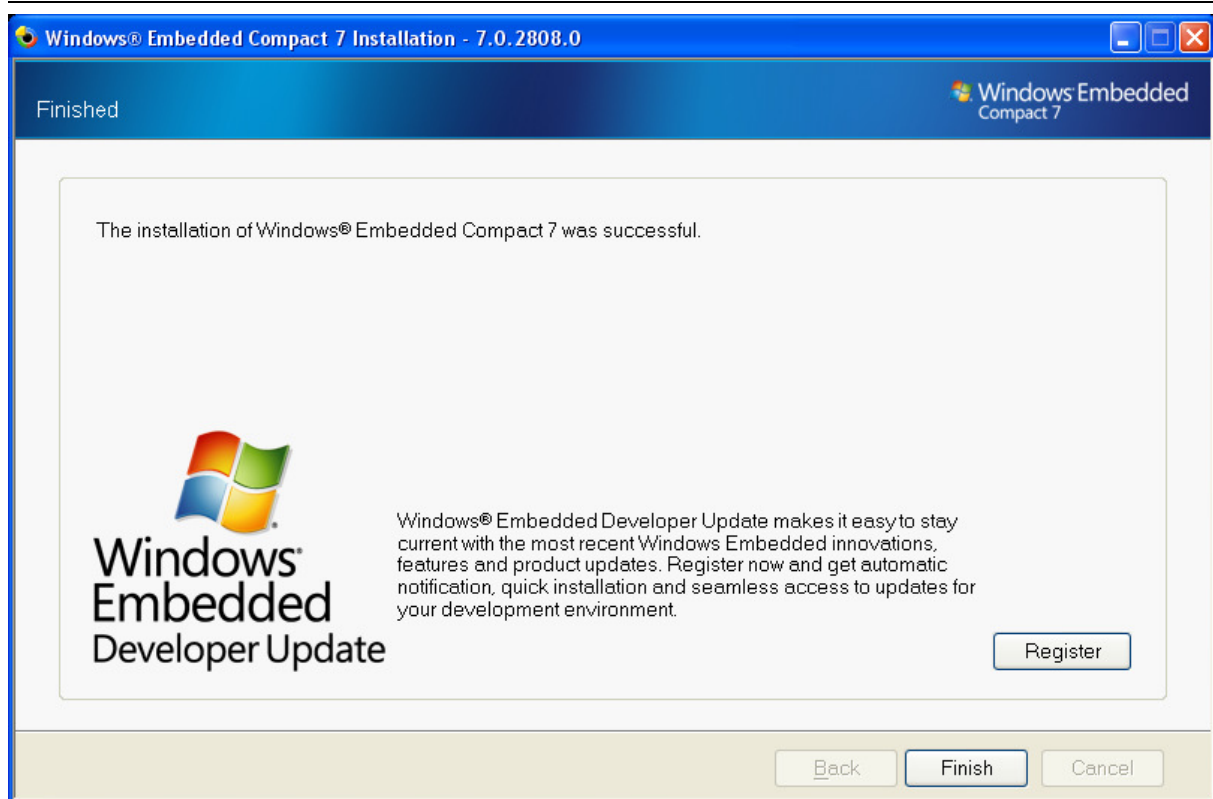 Windows® Embedded Compact 7 Installation - 7.0.2808.0
Finished
Windows® Embedded
Compact 7
The installation of Windows® Embedded Compact 7 was successful.
Windows®
Embedded
Developer Update
Windows® Embedded Developer Update makes it easy to stay
current with the most recent Windows Embedded innovations,
features and product updates. Register now and get automatic
notification, quick installation and seamless access to updates for
your development environment.
Register
Back
Finish
Cancel